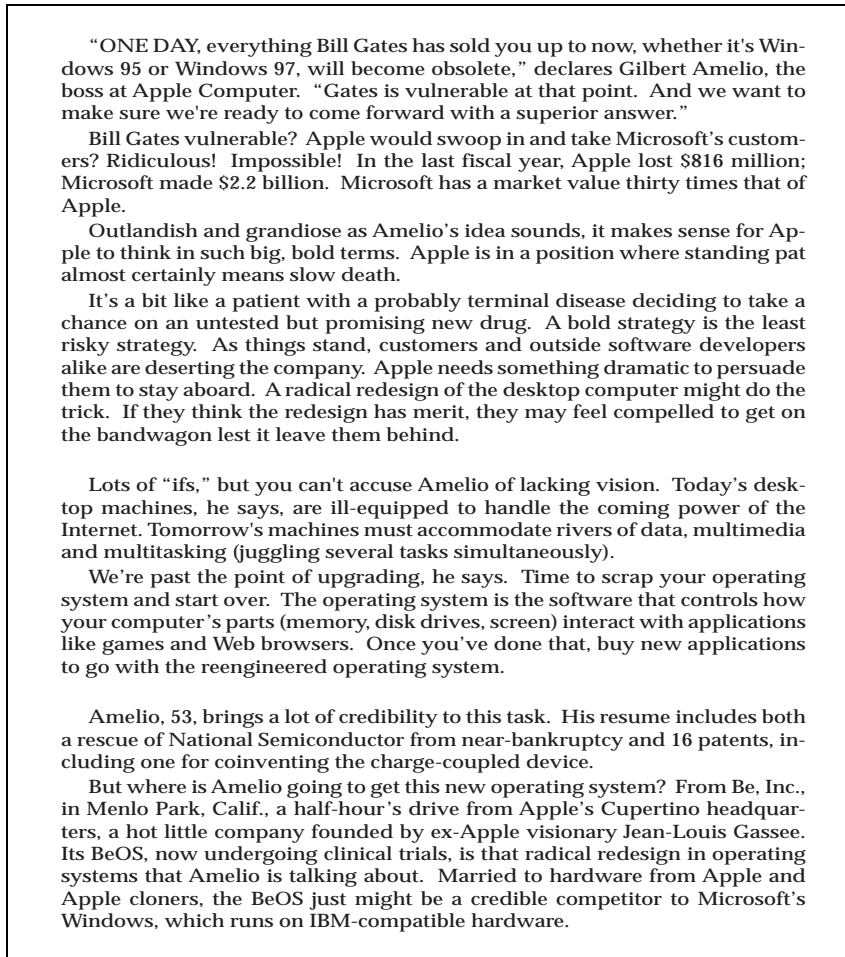 “ONE DAY, everything Bill Gates has sold you up to now, whether it's Win-
dows 95 or Windows 97, will become obsolete,” declares Gilbert Amelio, the
boss at Apple Computer. “Gates is vulnerable at that point. And we want to
make sure we're ready to come forward with a superior answer.”
Bill Gates vulnerable? Apple would swoop in and take Microsoft’s custom-
ers? Ridiculous! Impossible! In the last fiscal year, Apple lost $816 million;
Microsoft made $2.2 billion. Microsoft has a market value thirty times that of
Apple.
Outlandish and grandiose as Amelio’s idea sounds, it makes sense for Ap-
ple to think in such big, bold terms. Apple is in a position where standing pat
almost certainly means slow death.
It’s a bit like a patient with a probably terminal disease deciding to take a
chance on an untested but promising new drug. A bold strategy is the least
risky strategy. As things stand, customers and outside software developers
alike are deserting the company. Apple needs something dramatic to persuade
them to stay aboard. A radical redesign of the desktop computer might do the
trick. If they think the redesign has merit, they may feel compelled to get on
the bandwagon lest it leave them behind.
Lots of “ifs,” but you can't accuse Amelio of lacking vision. Today’s desk-
top machines, he says, are ill-equipped to handle the coming power of the
Internet. Tomorrow's machines must accommodate rivers of data, multimedia
and multitasking (juggling several tasks simultaneously).
We’re past the point of upgrading, he says. Time to scrap your operating
system and start over. The operating system is the software that controls how
your computer’s parts (memory, disk drives, screen) interact with applications
like games and Web browsers. Once you’ve done that, buy new applications
to go with the reengineered operating system.
Amelio, 53, brings a lot of credibility to this task. His resume includes both
a rescue of National Semiconductor from near-bankruptcy and 16 patents, in-
cluding one for coinventing the charge-coupled device.
But where is Amelio going to get this new operating system? From Be, Inc.,
in Menlo Park, Calif., a half-hour’s drive from Apple’s Cupertino headquar-
ters, a hot little company founded by ex-Apple visionary Jean-Louis Gassee.
Its BeOS, now undergoing clinical trials, is that radical redesign in operating
systems that Amelio is talking about. Married to hardware from Apple and
Apple cloners, the BeOS just might be a credible competitor to Microsoft’s
Windows, which runs on IBM-compatible hardware.